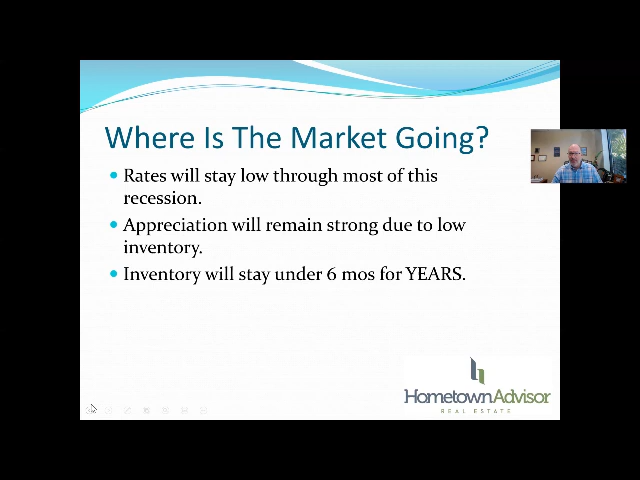 Where Is The Market Going?
Rates will stay low through most of this
recession.
Appreciation will remain strong due to low
inventory.
Inventory will stay under 6 mos for YEARS.
HometownAdvisor
REAL ESTATE